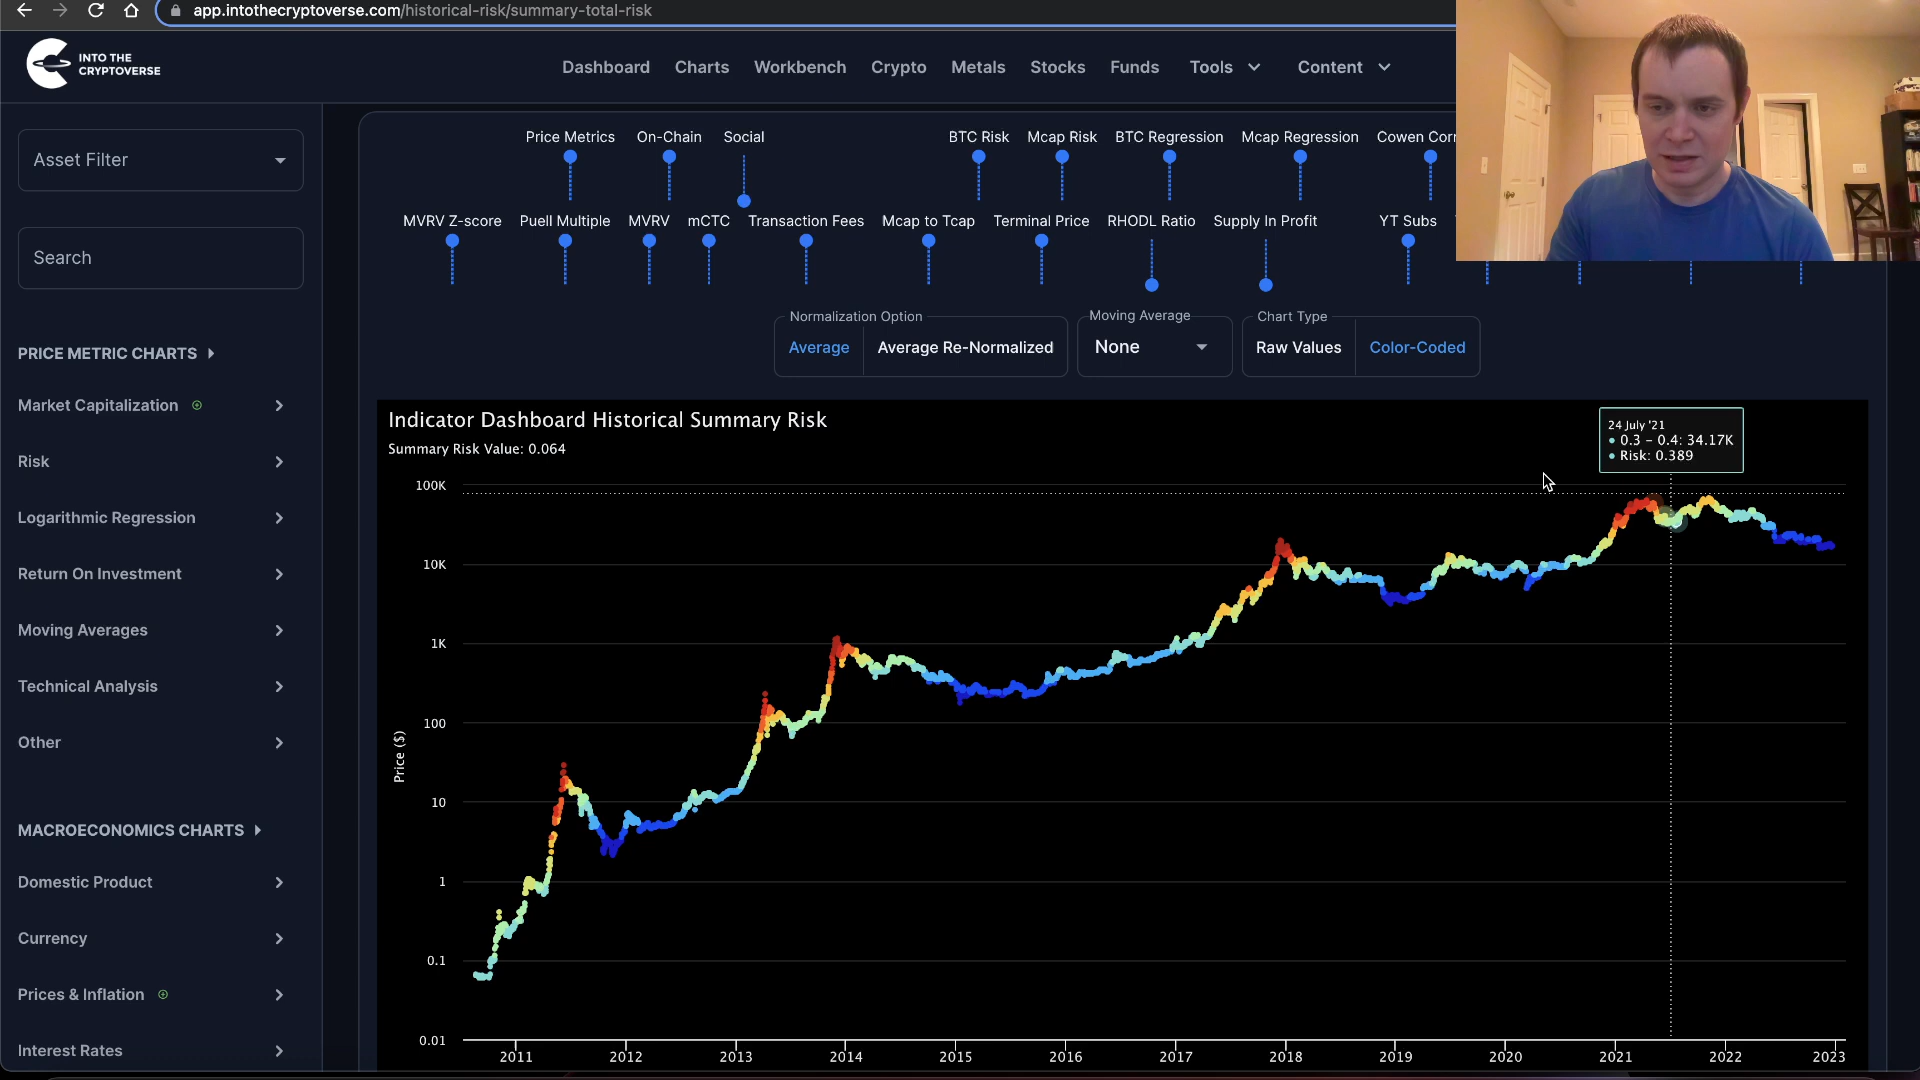 app.intothecryptoverse.com/historical-risk/summary-total-risk
INTO THE
CRYPTOVERSE
Dashboard Charts Workbench Crypto Metals Stocks Funds Tools Content
Asset Filter
Search
PRICE METRIC CHARTS
Market Capitalization
Risk
Logarithmic Regression
Return On Investment
Moving Averages
Technical Analysis
Other
MACROECONOMICS CHARTS
Domestic Product
Currency
Prices & Inflation
Interest Rates
Price Metrics On-Chain Social BTC Risk Mcap Risk BTC Regression Mcap Regression Cowen
MVRV Z-score Puell Multiple MVRV mCTC Transaction Fees Mcap to Tcap Terminal Price RHODL Ratio Supply In Profit YT Subs
Normalization Option Moving Average Chart Type
Average Average Re-Normalized None Raw Values Color-Coded
Indicator Dashboard Historical Summary Risk
Summary Risk Value: 0.064
24 July '21
0.3 - 0.4: 34.17K
Risk: 0.389
100K
10K
1K
100
10
1
0.1
0.01
Price ($)
2011 2012 2013 2014 2015 2016 2017 2018 2019 2020 2021 2022 2023